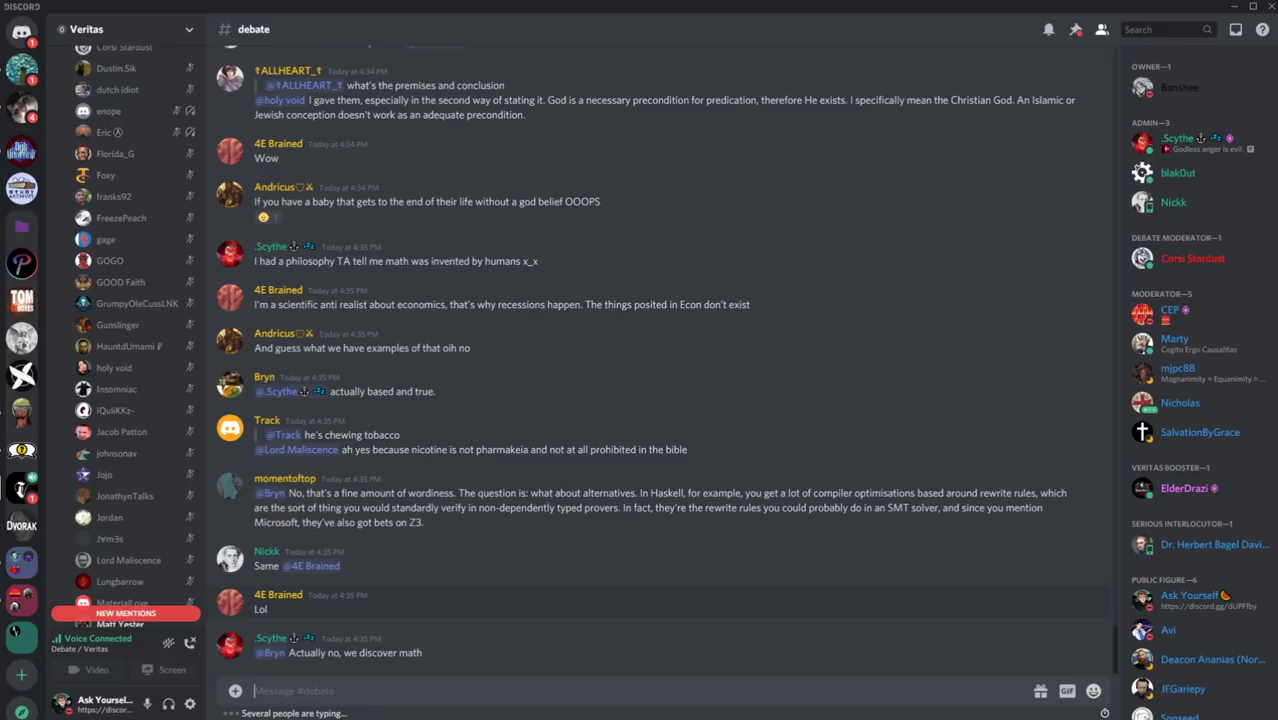 DISCORD
Veritas
# debate
Search
Corsi Stardust
Dustin.Sik
dutch idiot
enope
Eric Ⓐ
Florida_G
Foxy
franks92
FreezePeach
gage
GOGO
GOOD Faith
GrumpyOleCussLNK
Gunslinger
HauntdUmami
holy void
Insomniac
iQuiiKKz-
Jacob Patton
johnsonav
Jojo
JonathynTalks
Jordan
J∀m∃s
Lord Maliscence
Lungbarrow
MaterialLove
NEW MENTIONS
Matt Yester
Voice Connected
Debate / Veritas
Video
Screen
Ask Yoursel...
https://discor...
†ALLHEART_† Today at 4:34 PM
@†ALLHEART_† what's the premises and conclusion
@holy void I gave them, especially in the second way of stating it. God is a necessary precondition for predication, therefore He exists. I specifically mean the Christian God. An Islamic or
Jewish conception doesn't work as an adequate precondition.
4E Brained Today at 4:34 PM
Wow
Andricus Today at 4:34 PM
If you have a baby that gets to the end of their life without a god belief OOOPS
1
.Scythe Today at 4:35 PM
I had a philosophy TA tell me math was invented by humans x_x
4E Brained Today at 4:35 PM
I'm a scientific anti realist about economics, that's why recessions happen. The things posited in Econ don't exist
Andricus Today at 4:35 PM
And guess what we have examples of that oih no
Bryn Today at 4:35 PM
@.Scythe actually based and true.
Track Today at 4:35 PM
@Track he's chewing tobacco
@Lord Maliscence ah yes because nicotine is not pharmakeia and not at all prohibited in the bible
momentoftop Today at 4:35 PM
@Bryn No, that's a fine amount of wordiness. The question is: what about alternatives. In Haskell, for example, you get a lot of compiler optimisations based around rewrite rules, which
are the sort of thing you would standardly verify in non-dependently typed provers. In fact, they're the rewrite rules you could probably do in an SMT solver, and since you mention
Microsoft, they've also got bets on Z3.
Nickk Today at 4:35 PM
Same @4E Brained
4E Brained Today at 4:35 PM
Lol
.Scythe Today at 4:35 PM
@Bryn Actually no, we discover math
Message #debate
GIF
Several people are typing...
OWNER—1
Banshee
ADMIN—3
.Scythe
Godless anger is evil.
blak0ut
Nickk
DEBATE MODERATOR—1
Corsi Stardust
MODERATOR—5
CEP
Marty
Cogito Ergo Causalitas
mjpc88
Magnanimity + Equanimity = ...
Nicholas
SalvationByGrace
VERITAS BOOSTER—1
ElderDrazi
SERIOUS INTERLOCUTOR—1
Dr. Herbert Bagel Davi...
PUBLIC FIGURE—6
Ask Yourself
https://discord.gg/dUPFfby
Avi
Deacon Ananias (Nor...
JFGariepy
Sonseed